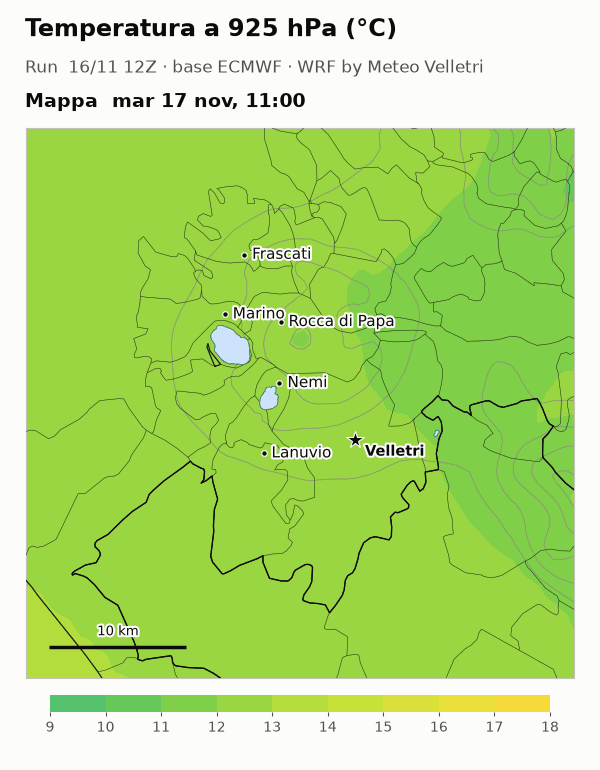 Temperatura a 925 hPa (°C)
Run  16/11 12Z · base ECMWF · WRF by Meteo Velletri
Mappa  mar 17 nov, 11:00
Frascati
Marino
Rocca di Papa
Nemi
Velletri
Lanuvio
10 km
9 10 11 12 13 14 15 16 17 18